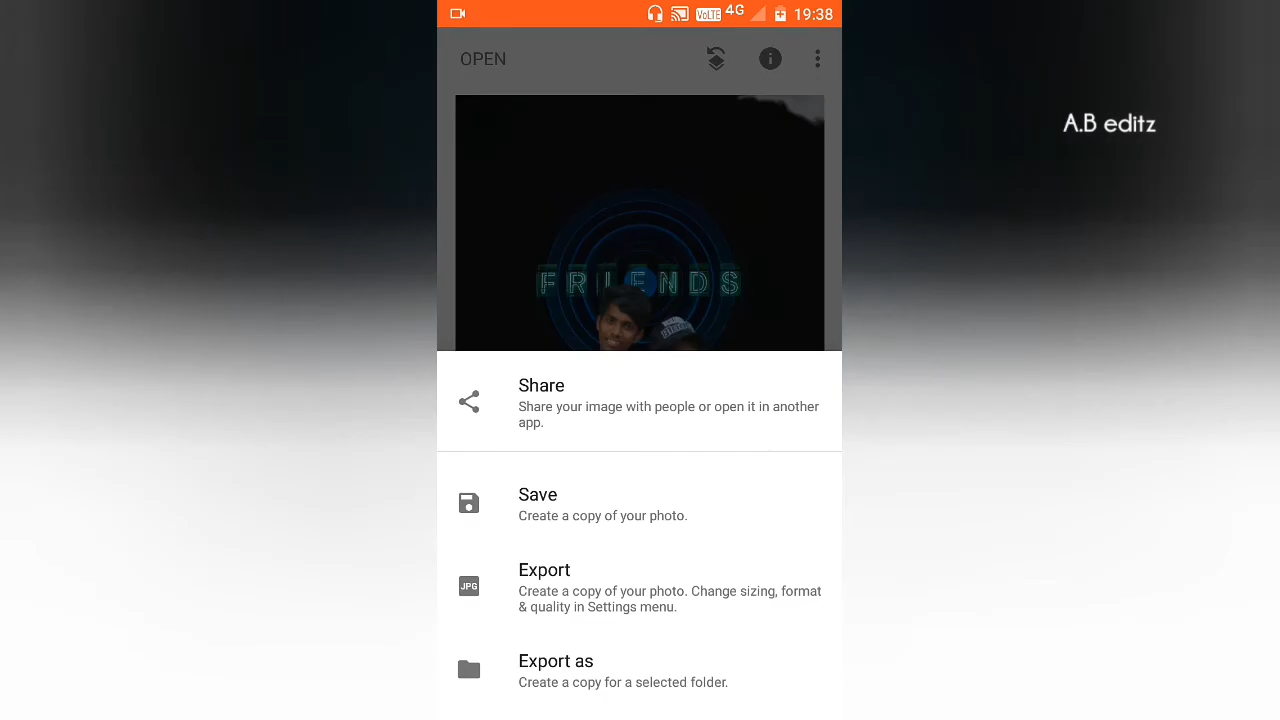 VoLTE 4G 19:38
OPEN
A.B editz
FRIENDS
Share
Share your image with people or open it in another
app.
Save
Create a copy of your photo.
JPG
Export
Create a copy of your photo. Change sizing, format
& quality in Settings menu.
Export as
Create a copy for a selected folder.